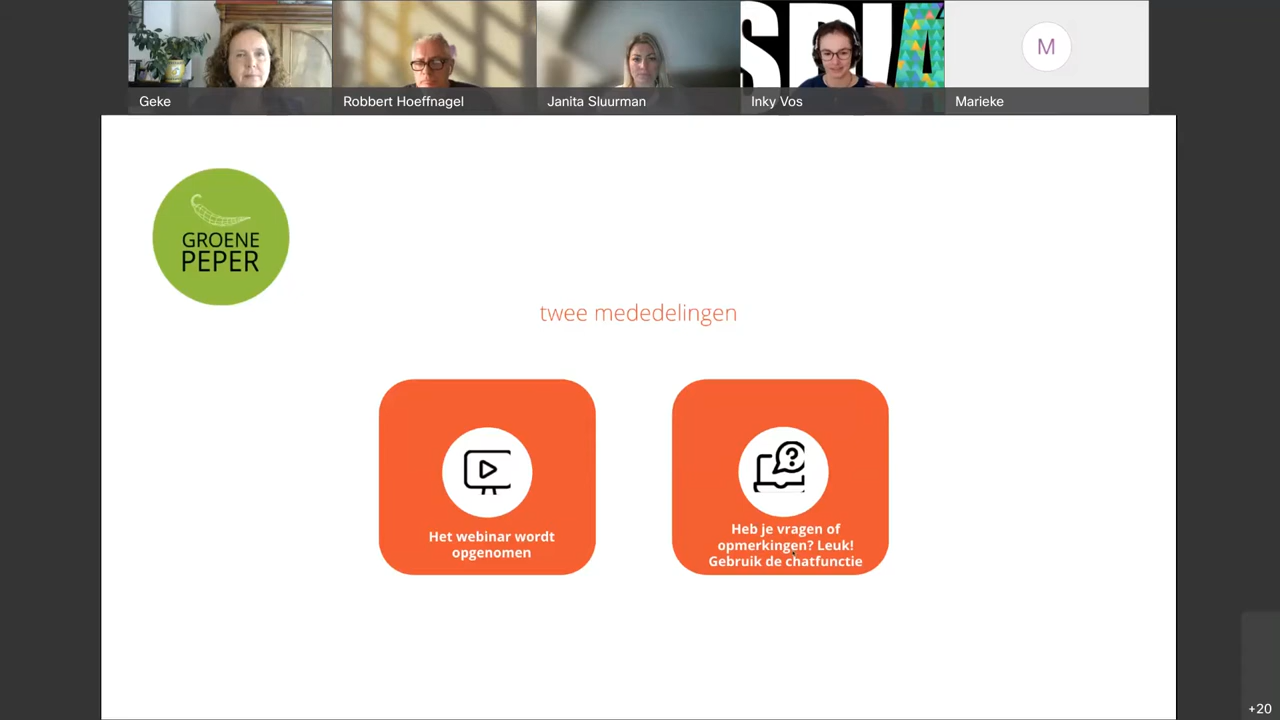 Geke
Robbert Hoeffnagel
Janita Sluurman
Inky Vos
M
Marieke
GROENE
PEPER
twee mededelingen
Het webinar wordt
opgenomen
Heb je vragen of
opmerkingen? Leuk!
Gebruik de chatfunctie
+20